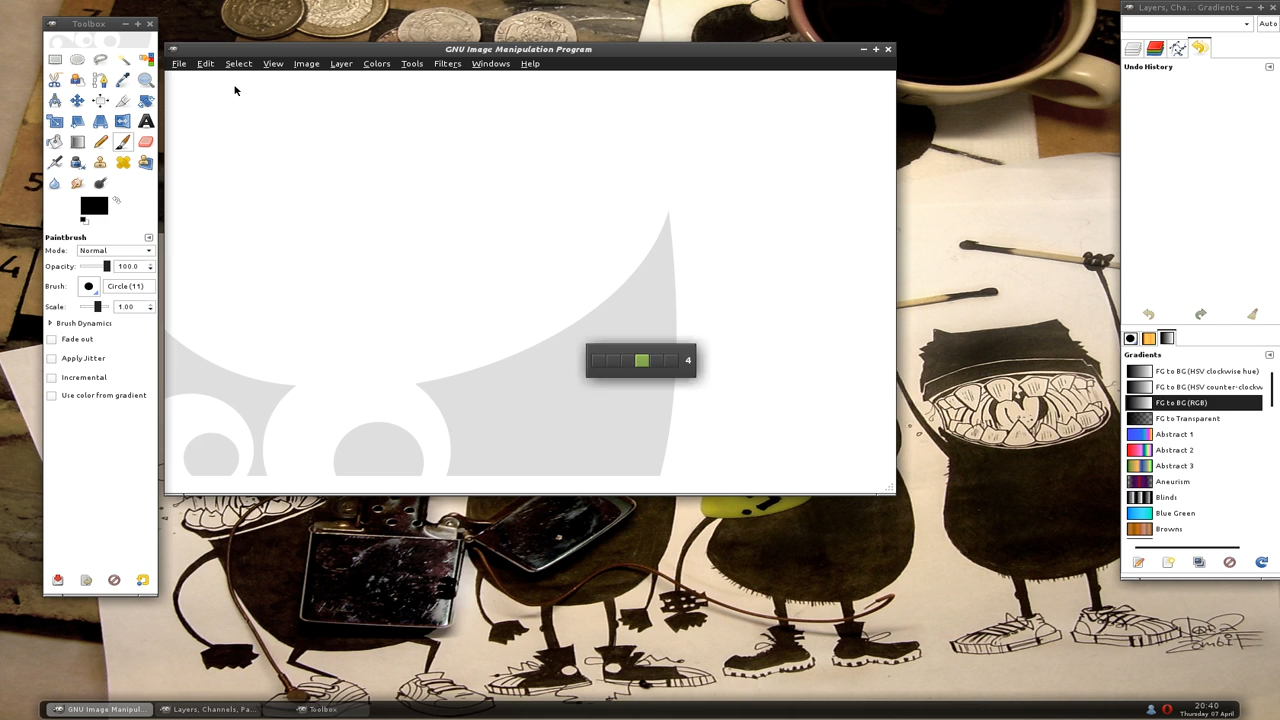 Toolbox
Paintbrush
Mode: Normal
Opacity: 100.0
Brush: Circle (11)
Scale: 1.00
Brush Dynamics
Fade out
Apply Jitter
Incremental
Use color from gradient
GNU Image Manipulation Program
File Edit Select View Image Layer Colors Tools Filters Windows Help
4
Layers, Cha... Gradients
Auto
Undo History
Gradients
FG to BG (HSV clockwise hue)
FG to BG (HSV counter-clockw
FG to BG (RGB)
FG to Transparent
Abstract 1
Abstract 2
Abstract 3
Aneurism
Blinds
Blue Green
Browns
5
4
GNU Image Manipul... Layers, Channels, Pa... Toolbox
20:40
Thursday 07 April